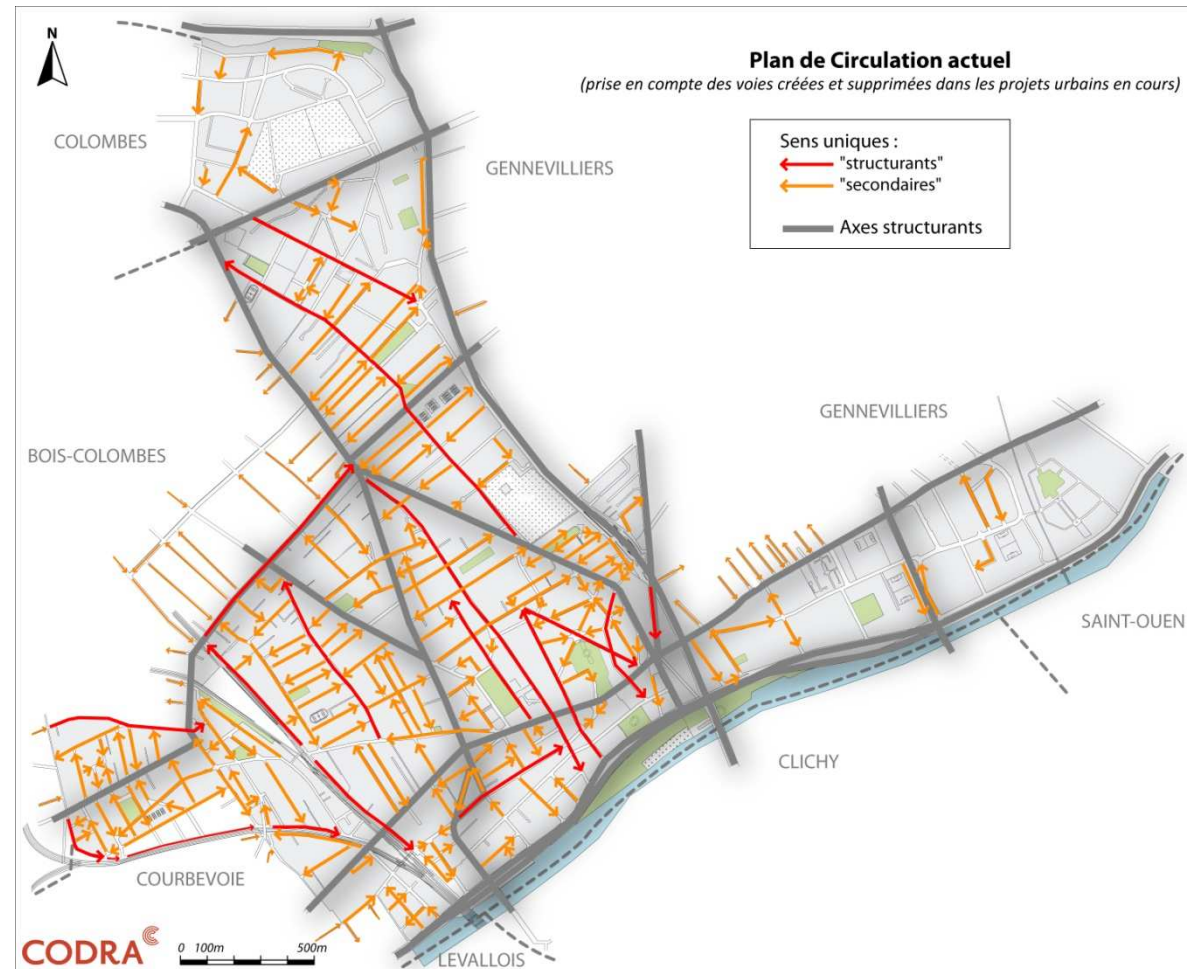 N
Plan de Circulation actuel
(prise en compte des voies créées et supprimées dans les projets urbains en cours)
Sens uniques :
"structurants"
"secondaires"
Axes structurants
COLOMBES
GENNEVILLIERS
GENNEVILLIERS
BOIS-COLOMBES
SAINT-OUEN
CLICHY
COURBEVOIE
LEVALLOIS
CODRA
0 100m 500m